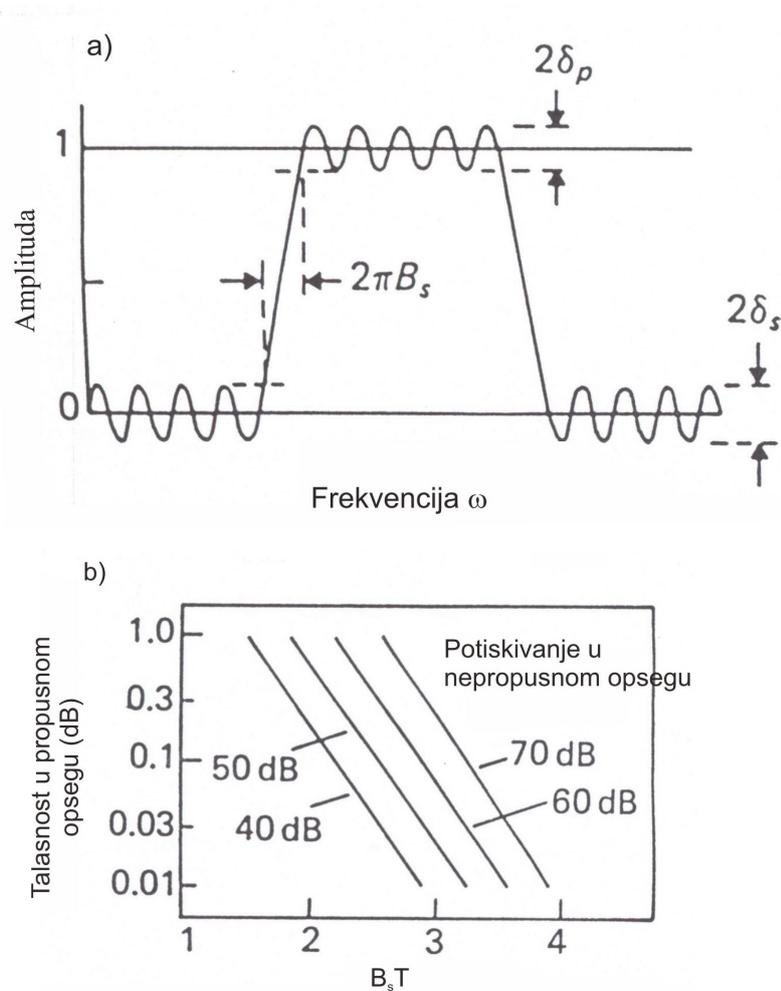 a)
2δp
1
2πBs
Amplituda
2δs
0
Frekvencija ω
b)
1.0
Potiskivanje u
nepropusnom opsegu
0.3
0.1
70 dB
50 dB
60 dB
40 dB
0.03
0.01
Talasnost u propusnom
opsegu (dB)
1 2 3 4
BsT